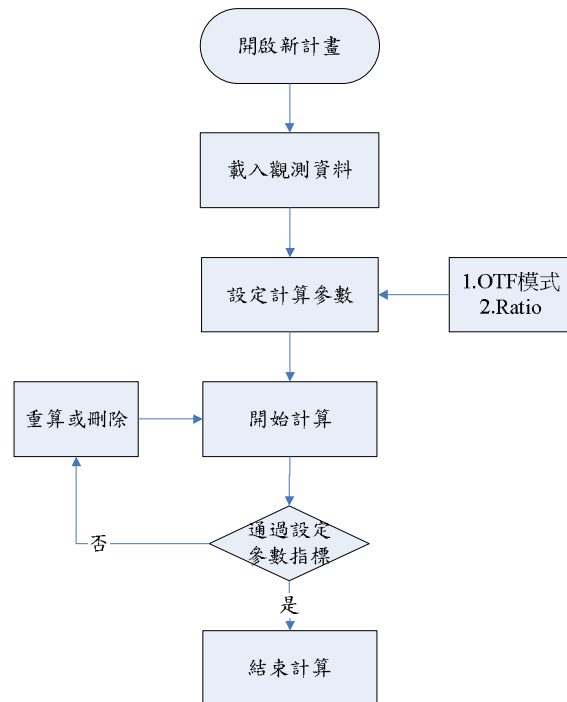 開啟新計畫
載入觀測資料
設定計算參數
1.OTF模式
2.Ratio
重算或刪除
開始計算
通過設定
參數指標
否
是
結束計算